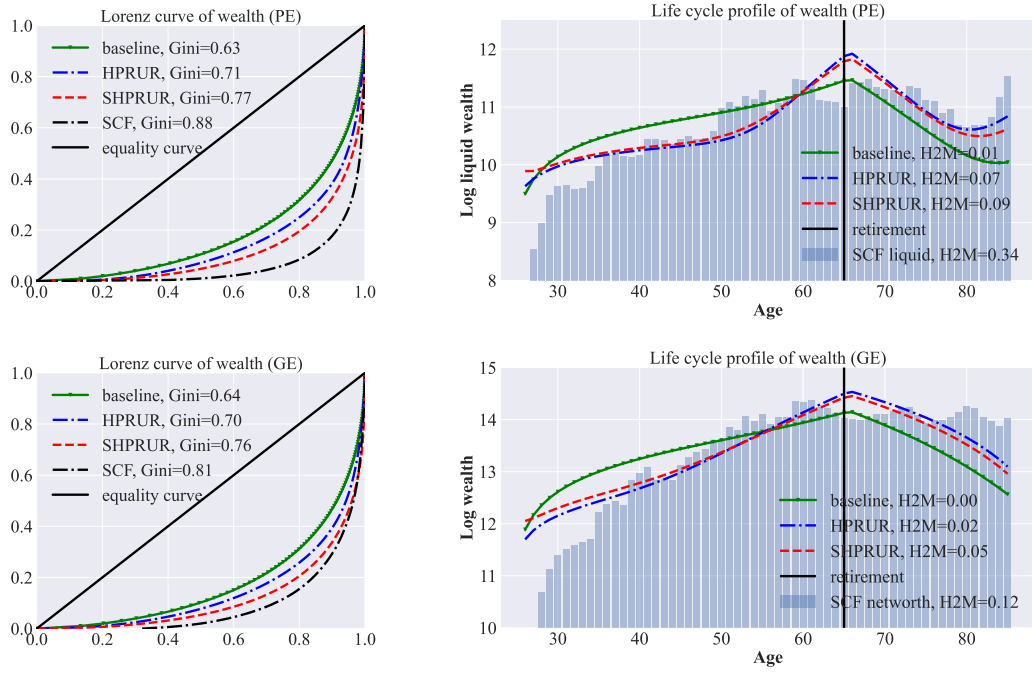 Lorenz curve of wealth (PE)
1.0
0.8
0.6
0.4
0.2
0.0
baseline, Gini=0.63
HPRUR, Gini=0.71
SHPRUR, Gini=0.77
SCF, Gini=0.88
equality curve
0.0 0.2 0.4 0.6 0.8 1.0
Life cycle profile of wealth (PE)
Log liquid wealth
12
11
10
9
8
baseline, H2M=0.01
HPRUR, H2M=0.07
SHPRUR, H2M=0.09
retirement
SCF liquid, H2M=0.34
30 40 50 60 70 80
Age
Lorenz curve of wealth (GE)
1.0
0.8
0.6
0.4
0.2
0.0
baseline, Gini=0.64
HPRUR, Gini=0.70
SHPRUR, Gini=0.76
SCF, Gini=0.81
equality curve
0.0 0.2 0.4 0.6 0.8 1.0
Life cycle profile of wealth (GE)
Log wealth
15
14
13
12
11
10
baseline, H2M=0.00
HPRUR, H2M=0.02
SHPRUR, H2M=0.05
retirement
SCF networth, H2M=0.12
30 40 50 60 70 80
Age